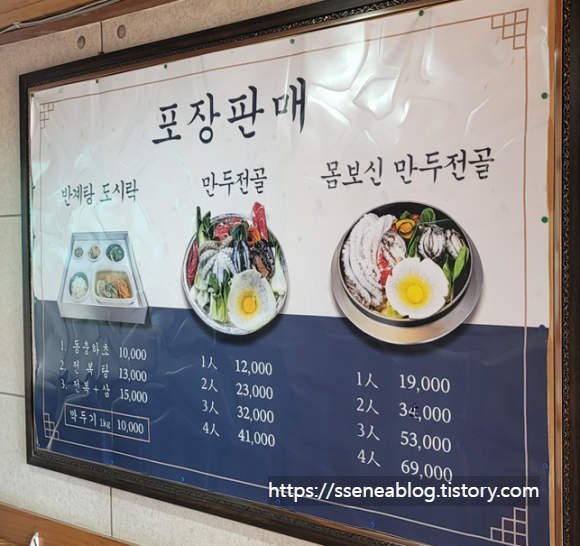 포장판매
반계탕 도시락
1. 동충하초 10,000
2. 전복탕 13,000
3. 전복+삼 15,000
깍두기 1kg 10,000
만두전골
1人 12,000
2人 23,000
3人 32,000
4人 41,000
몸보신 만두전골
1人 19,000
2人 34,000
3人 53,000
4人 69,000
https://sseneablog.tistory.com